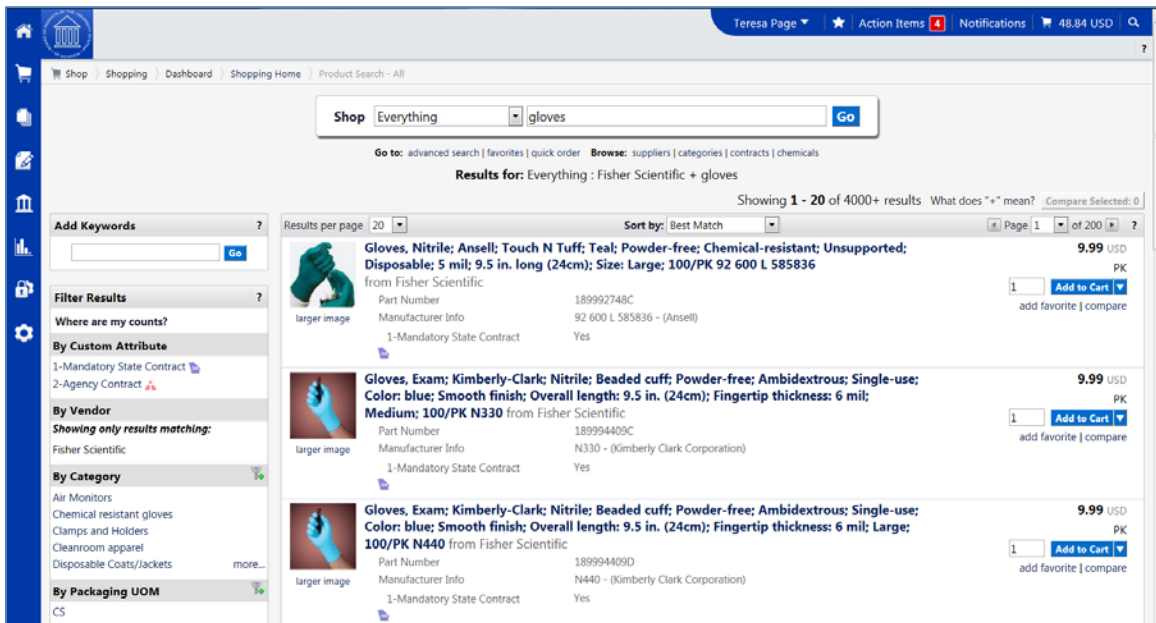 Teresa Page ▼ Action Items 4 Notifications 48.84 USD
?
Shop Shopping Dashboard Shopping Home Product Search - All
Shop Everything gloves Go
Go to: advanced search | favorites | quick order Browse: suppliers | categories | contracts | chemicals
Results for: Everything : Fisher Scientific + gloves
Showing 1 - 20 of 4000+ results What does "+" mean? Compare Selected: 0
Add Keywords ?
Go
Filter Results ?
Where are my counts?
By Custom Attribute
1-Mandatory State Contract
2-Agency Contract
By Vendor
Showing only results matching:
Fisher Scientific
By Category
Air Monitors
Chemical resistant gloves
Clamps and Holders
Cleanroom apparel
Disposable Coats/Jackets more...
By Packaging UOM
CS
Results per page 20 Sort by: Best Match Page 1 of 200 ?
Gloves, Nitrile; Ansell; Touch N Tuff; Teal; Powder-free; Chemical-resistant; Unsupported;
Disposable; 5 mil; 9.5 in. long (24cm); Size: Large; 100/PK 92 600 L 585836
from Fisher Scientific
9.99 USD
PK
Part Number 189992748C
1 Add to Cart
larger image
Manufacturer Info 92 600 L 585836 - (Ansell)
add favorite | compare
1-Mandatory State Contract Yes
Gloves, Exam; Kimberly-Clark; Nitrile; Beaded cuff; Powder-free; Ambidextrous; Single-use;
Color: blue; Smooth finish; Overall length: 9.5 in. (24cm); Fingertip thickness: 6 mil;
Medium; 100/PK N330 from Fisher Scientific
9.99 USD
PK
Part Number 189994409C
1 Add to Cart
larger image
Manufacturer Info N330 - (Kimberly Clark Corporation)
add favorite | compare
1-Mandatory State Contract Yes
Gloves, Exam; Kimberly-Clark; Nitrile; Beaded cuff; Powder-free; Ambidextrous; Single-use;
Color: blue; Smooth finish; Overall length: 9.5 in. (24cm); Fingertip thickness: 6 mil; Large;
100/PK N440 from Fisher Scientific
9.99 USD
PK
Part Number 189994409D
1 Add to Cart
larger image
Manufacturer Info N440 - (Kimberly Clark Corporation)
add favorite | compare
1-Mandatory State Contract Yes